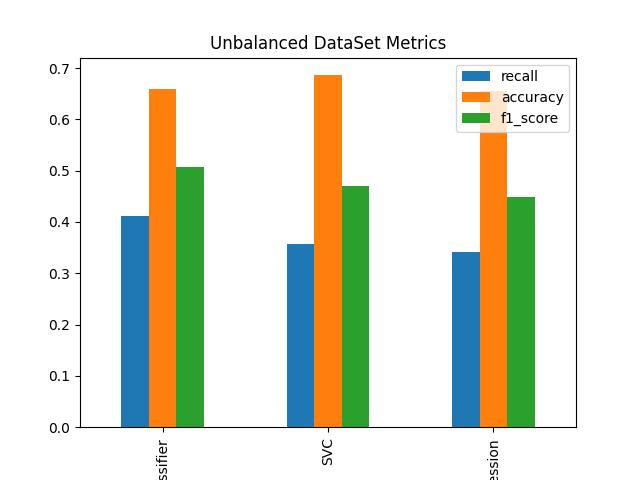 Unbalanced DataSet Metrics
recall
accuracy
f1_score
0.7
0.6
0.5
0.4
0.3
0.2
0.1
0.0
ssifier
SVC
ession